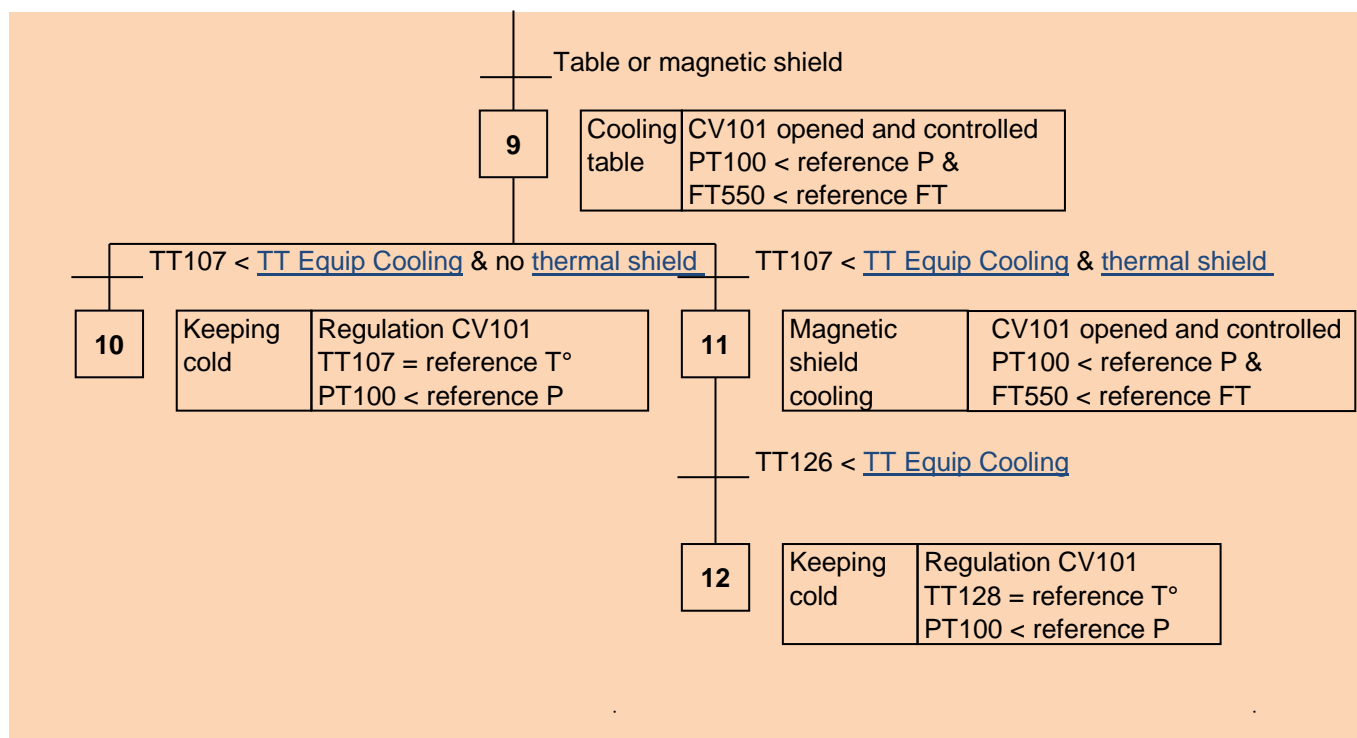 Table or magnetic shield
9
Cooling table
CV101 opened and controlled
PT100 < reference P &
FT550 < reference FT
TT107 < TT Equip Cooling & no thermal shield
TT107 < TT Equip Cooling & thermal shield
10
Keeping
cold
Regulation CV101
TT107 = reference T°
PT100 < reference P
11
Magnetic
shield
cooling
CV101 opened and controlled
PT100 < reference P &
FT550 < reference FT
TT126 < TT Equip Cooling
12
Keeping
cold
Regulation CV101
TT128 = reference T°
PT100 < reference P